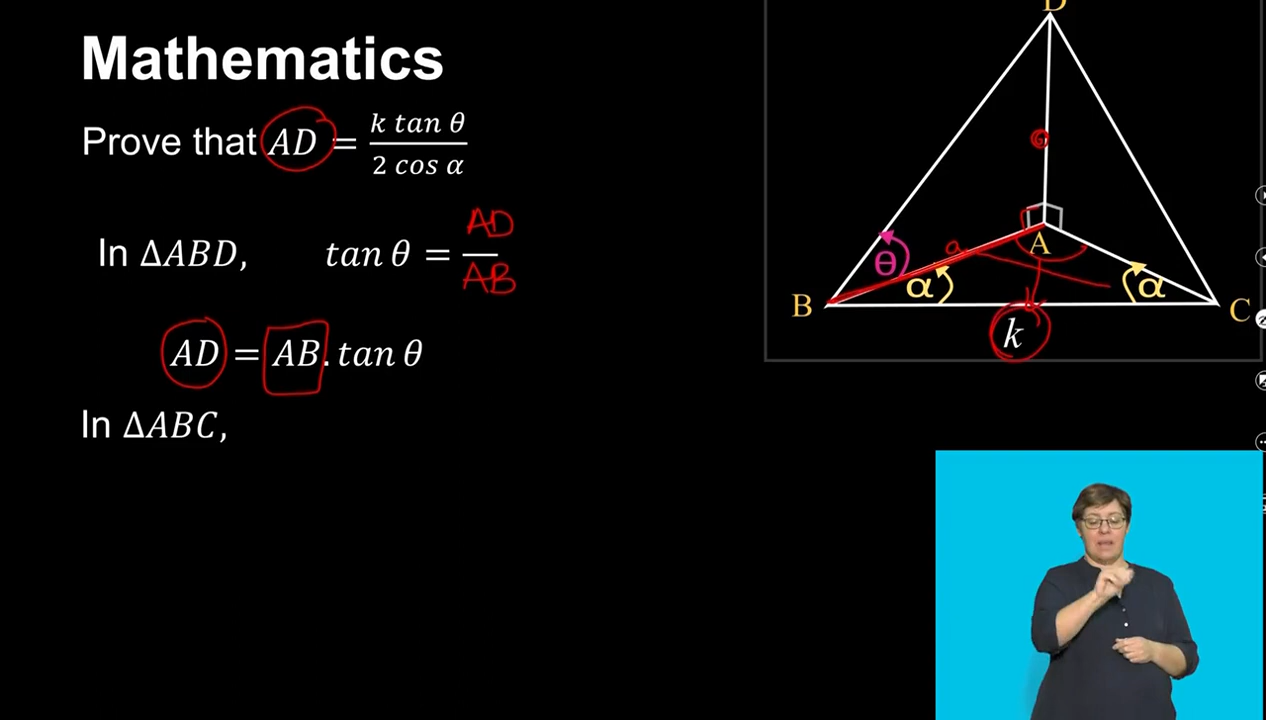 Mathematics
Prove that AD = k tan θ / 2 cos α
In ΔABD, tan θ = AD / AB
AD = AB . tan θ
In ΔABC,
D
A
θ
α
α
B
C
k